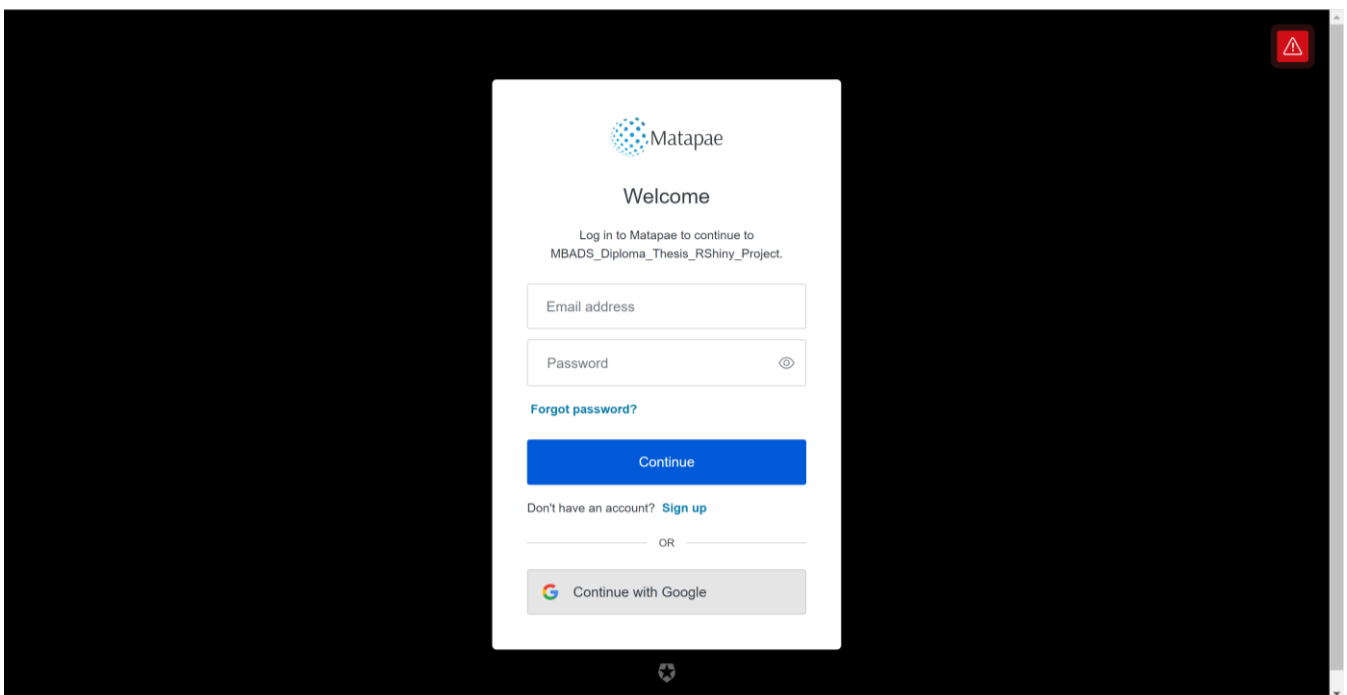 Matapae
Welcome
Log in to Matapae to continue to
MBADS_Diploma_Thesis_RShiny_Project.
Email address
Password
Forgot password?
Continue
Don't have an account? Sign up
OR
Continue with Google